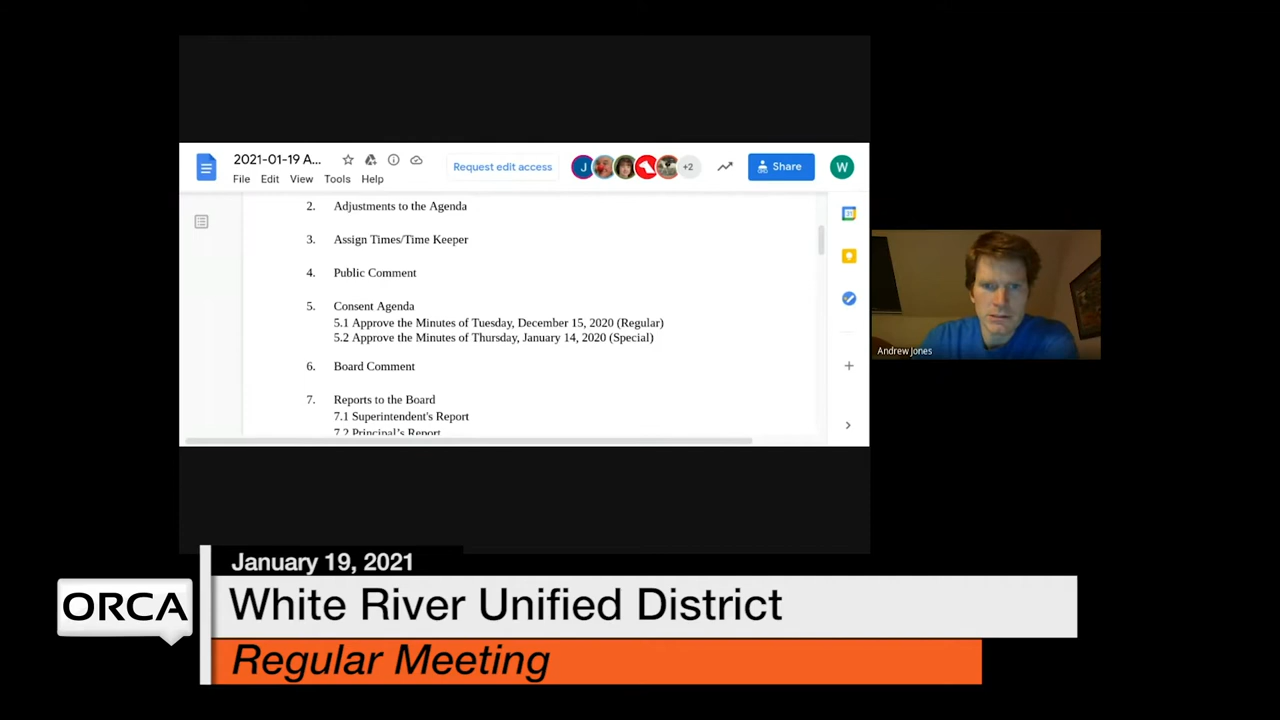 2021-01-19 A...
File Edit View Tools Help
Request edit access
J
+2
Share
W
2. Adjustments to the Agenda
3. Assign Times/Time Keeper
4. Public Comment
5. Consent Agenda
5.1 Approve the Minutes of Tuesday, December 15, 2020 (Regular)
5.2 Approve the Minutes of Thursday, January 14, 2020 (Special)
6. Board Comment
7. Reports to the Board
7.1 Superintendent's Report
7.2 Principal's Report
31
Andrew Jones
January 19, 2021
ORCA
White River Unified District
Regular Meeting